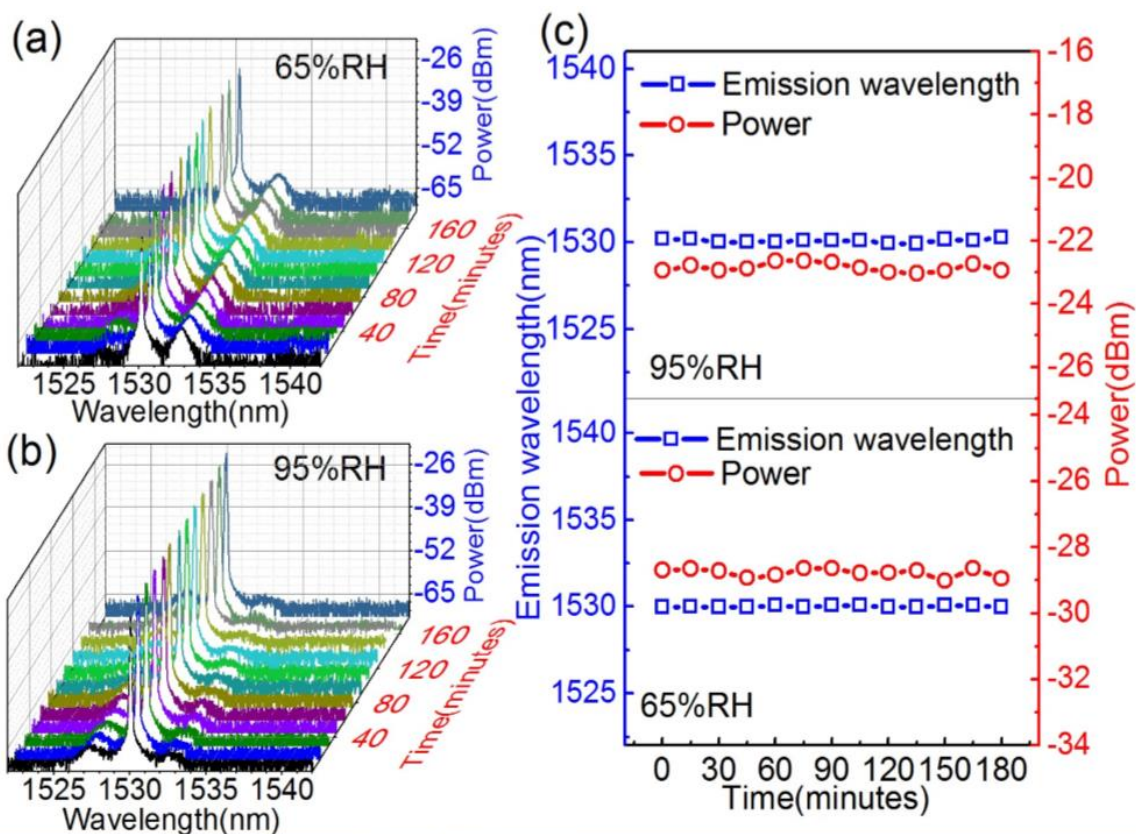 (a)
65%RH
-26
-39
-52
-65
Power(dBm)
160
120
80
40
Time(minutes)
1525 1530 1535 1540
Wavelength(nm)
(b)
95%RH
-26
-39
-52
-65
Power(dBm)
160
120
80
40
Time(minutes)
1525 1530 1535 1540
Wavelength(nm)
(c)
Emission wavelength(nm)
1540
1535
1530
1525
1540
1535
1530
1525
Emission wavelength
Power
95%RH
Emission wavelength
Power
65%RH
-16
-18
-20
-22
-24
-26
-24
-26
-28
-30
-32
-34
Power(dBm)
0 30 60 90 120 150 180
Time(minutes)